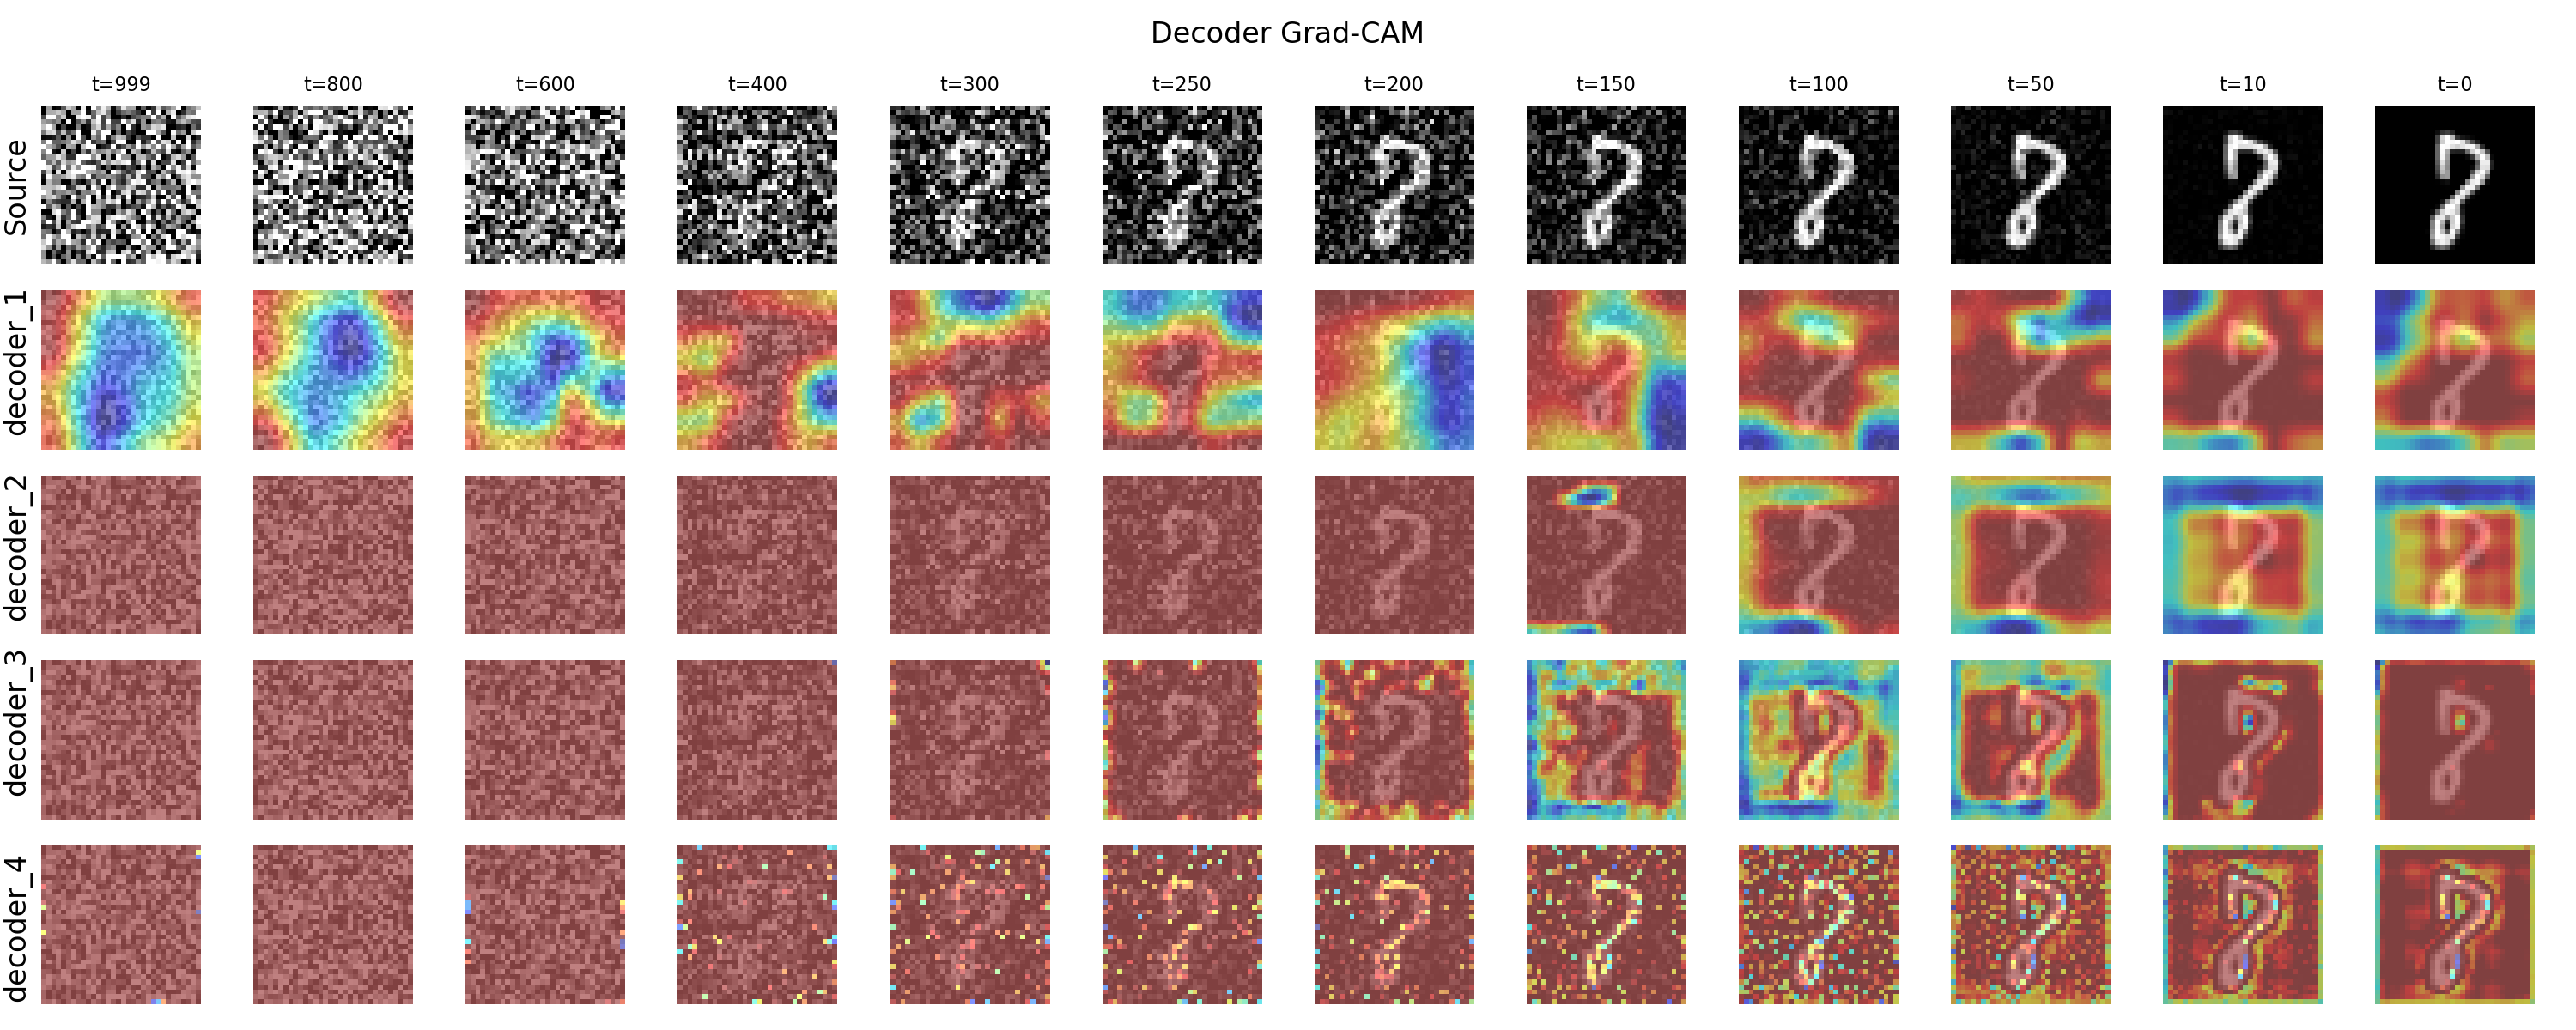 Decoder Grad-CAM
t=999 t=800 t=600 t=400 t=300 t=250 t=200 t=150 t=100 t=50 t=10 t=0
Source
decoder_1
decoder_2
decoder_3
decoder_4